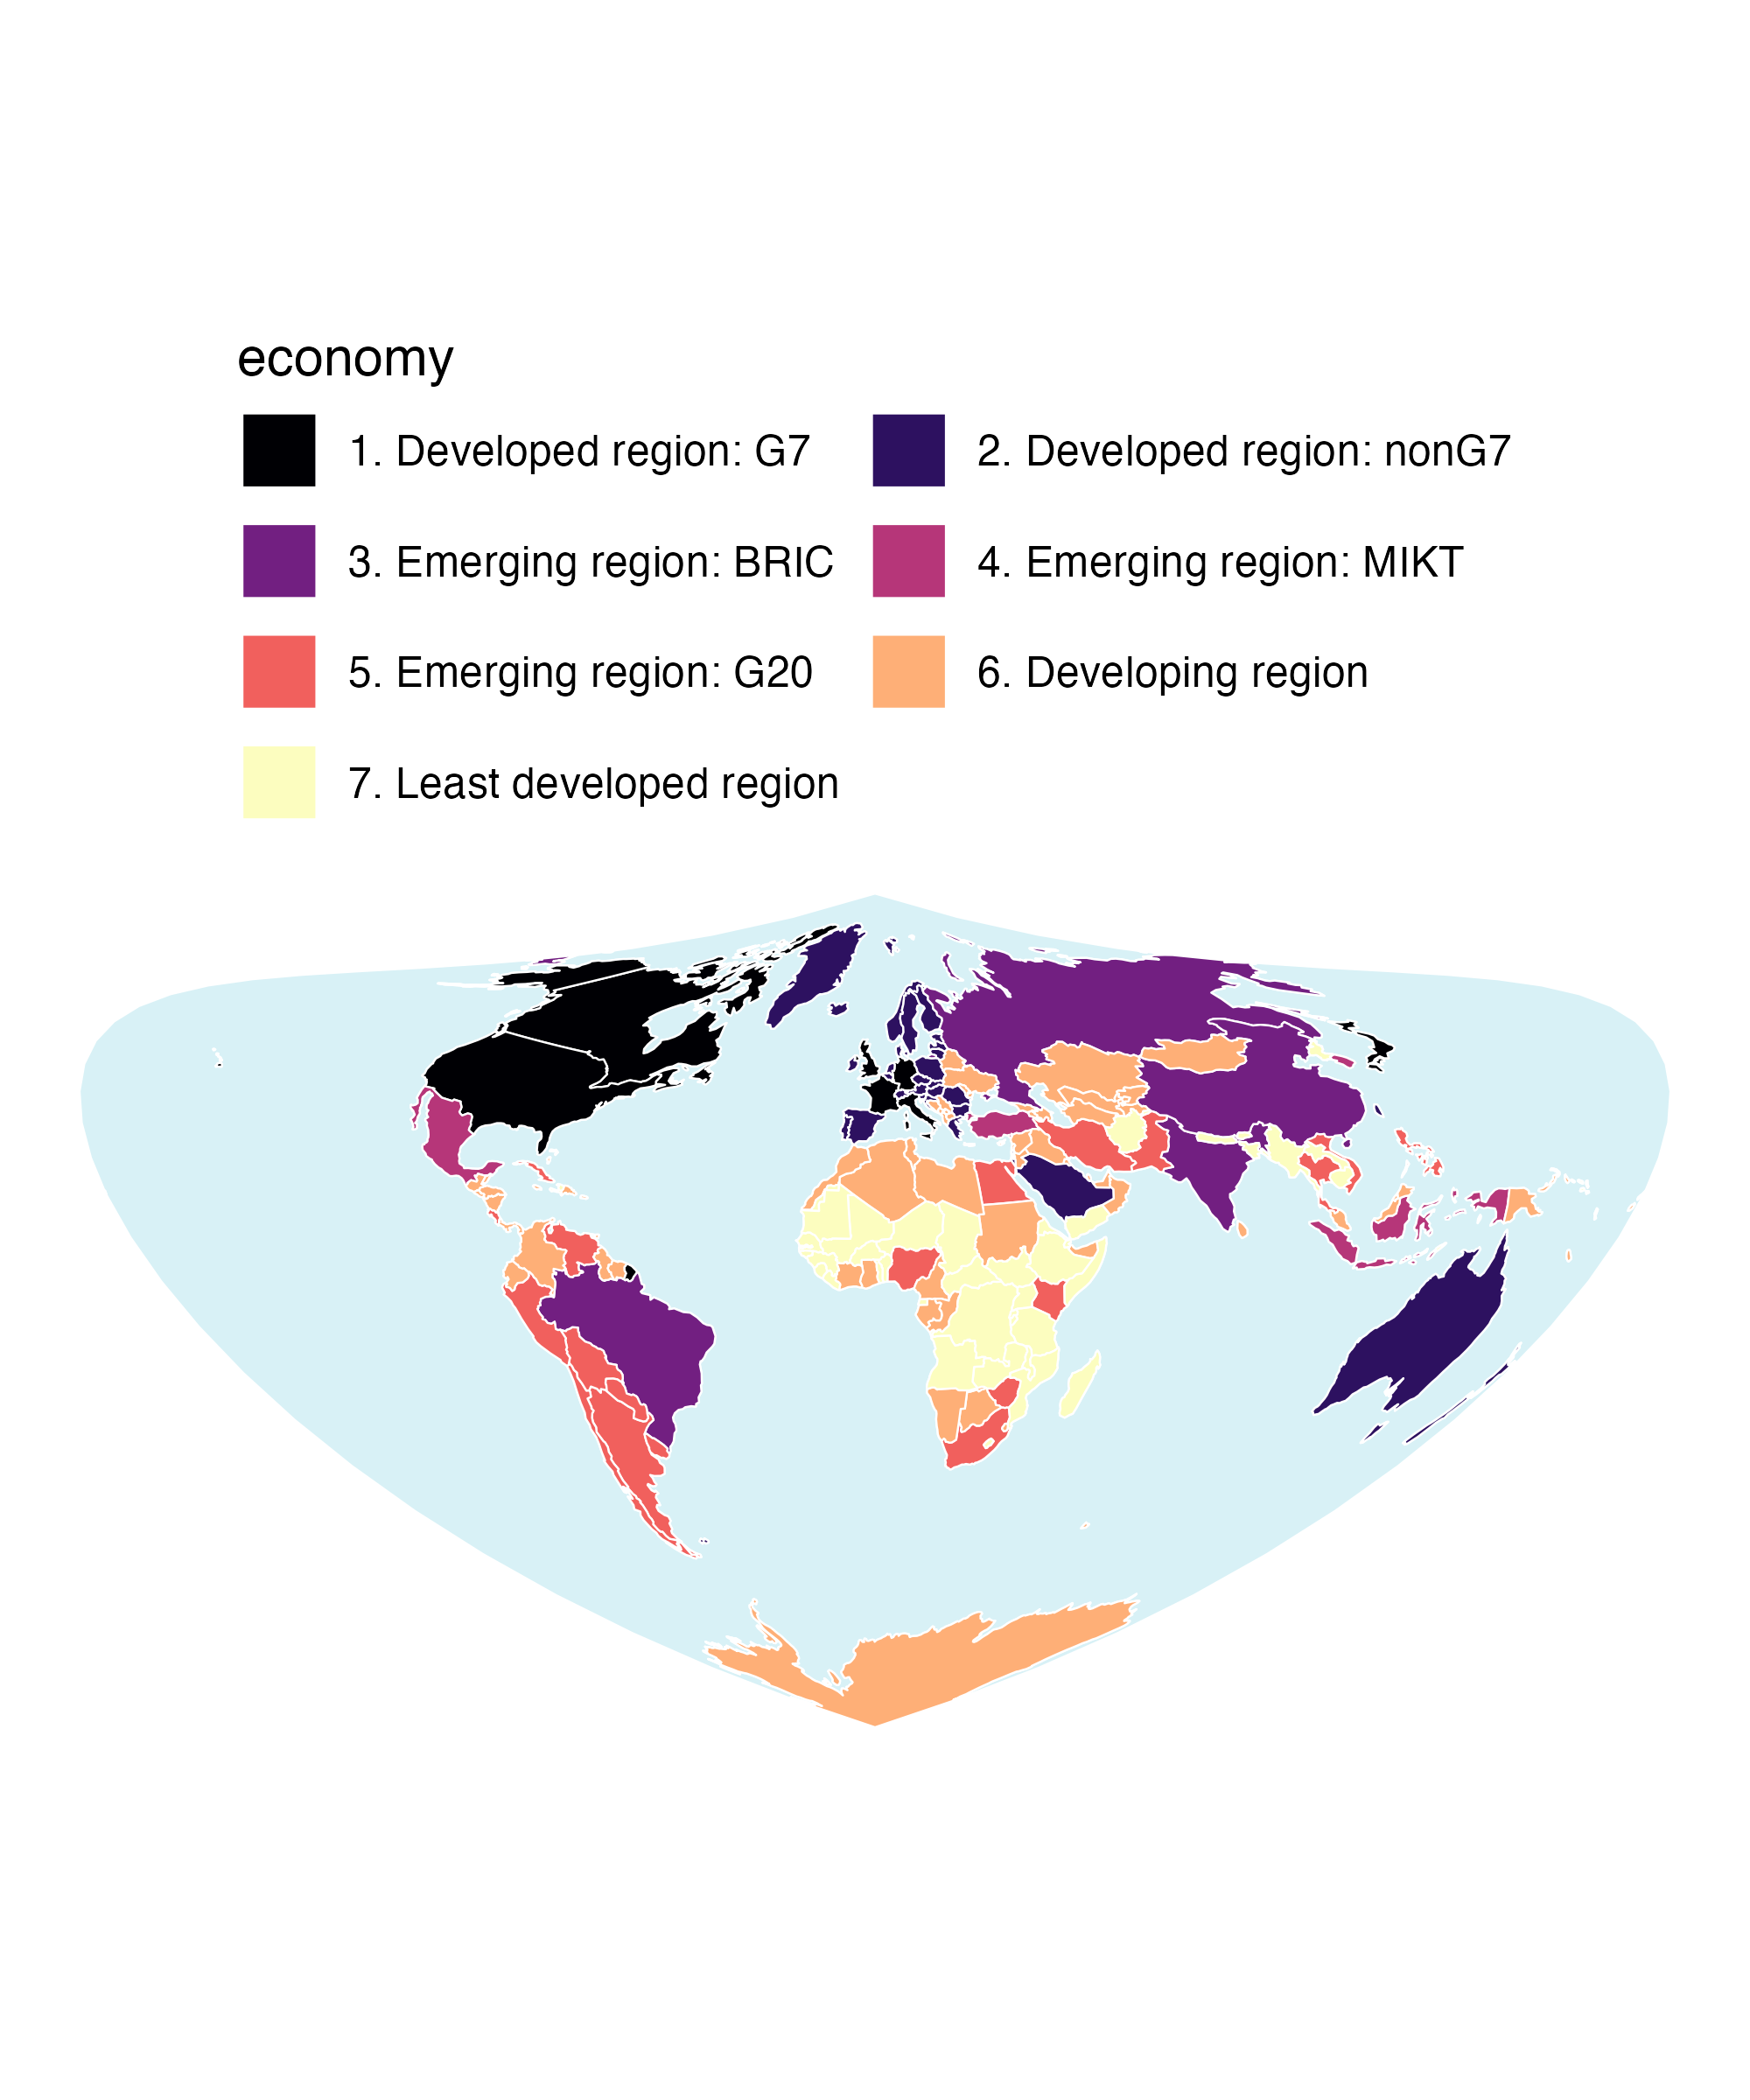 economy
1. Developed region: G7
2. Developed region: nonG7
3. Emerging region: BRIC
4. Emerging region: MIKT
5. Emerging region: G20
6. Developing region
7. Least developed region